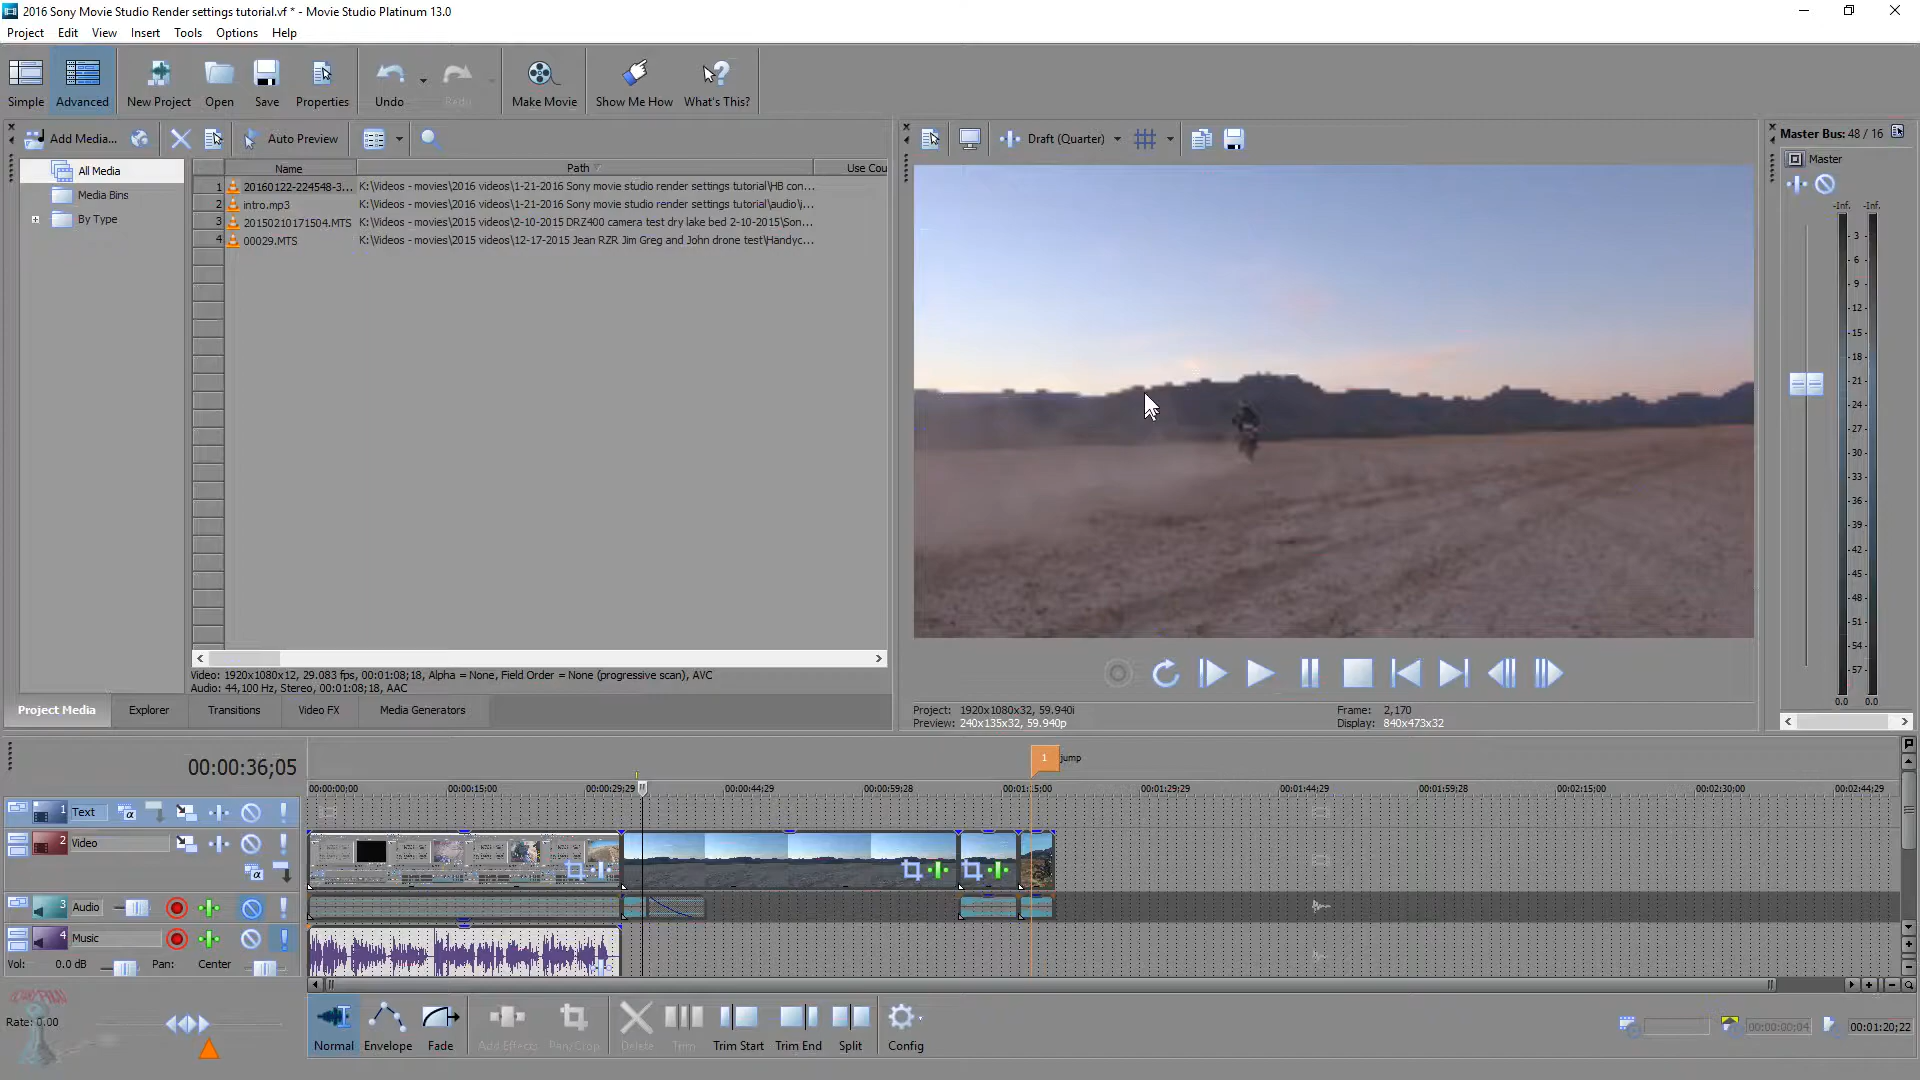 2016 Sony Movie Studio Render settings tutorial.vf * - Movie Studio Platinum 13.0
Project Edit View Insert Tools Options Help
Simple Advanced New Project Open Save Properties Undo Redo Make Movie Show Me How What's This?
Add Media... Auto Preview
Draft (Quarter)
Master Bus: 48 / 16
Master
All Media
Media Bins
By Type
Name Path Use Cou
1 20160122-224548-3... K:\Videos - movies\2016 videos\1-21-2016 Sony movie studio render settings tutorial\HB con...
2 intro.mp3 K:\Videos - movies\2016 videos\1-21-2016 Sony movie studio render settings tutorial\audio\j...
3 20150210171504.MTS K:\Videos - movies\2015 videos\2-10-2015 DRZ400 camera test dry lake bed 2-10-2015\Son...
4 00029.MTS K:\Videos - movies\2015 videos\12-17-2015 Jean RZR Jim Greg and John drone test\Handyc...
-Inf. -Inf.
3
6
9
12
15
18
21
24
27
30
33
36
39
42
45
48
51
54
57
0.0 0.0
Video: 1920x1080x12, 29.083 fps, 00:01:08;18, Alpha = None, Field Order = None (progressive scan), AVC
Audio: 44,100 Hz, Stereo, 00:01:08;18, AAC
Project Media Explorer Transitions Video FX Media Generators
Project: 1920x1080x32, 59.940i Frame: 2,170
Preview: 240x135x32, 59.940p Display: 840x473x32
00:00:36;05
1 jump
00:00:00;00 00:00:15;00 00:00:29;29 00:00:44;29 00:00:59;28 00:01:15;00 00:01:29;29 00:01:44;29 00:01:59;28 00:02:15;00 00:02:30;00 00:02:44;29
1 Text
2 Video
3 Audio
4 Music
Vol: 0.0 dB Pan: Center
Rate: 0.00
Normal Envelope Fade Add Effects Pan/Crop Delete Trim Trim Start Trim End Split Config
00:00:00;04 00:01:20;22